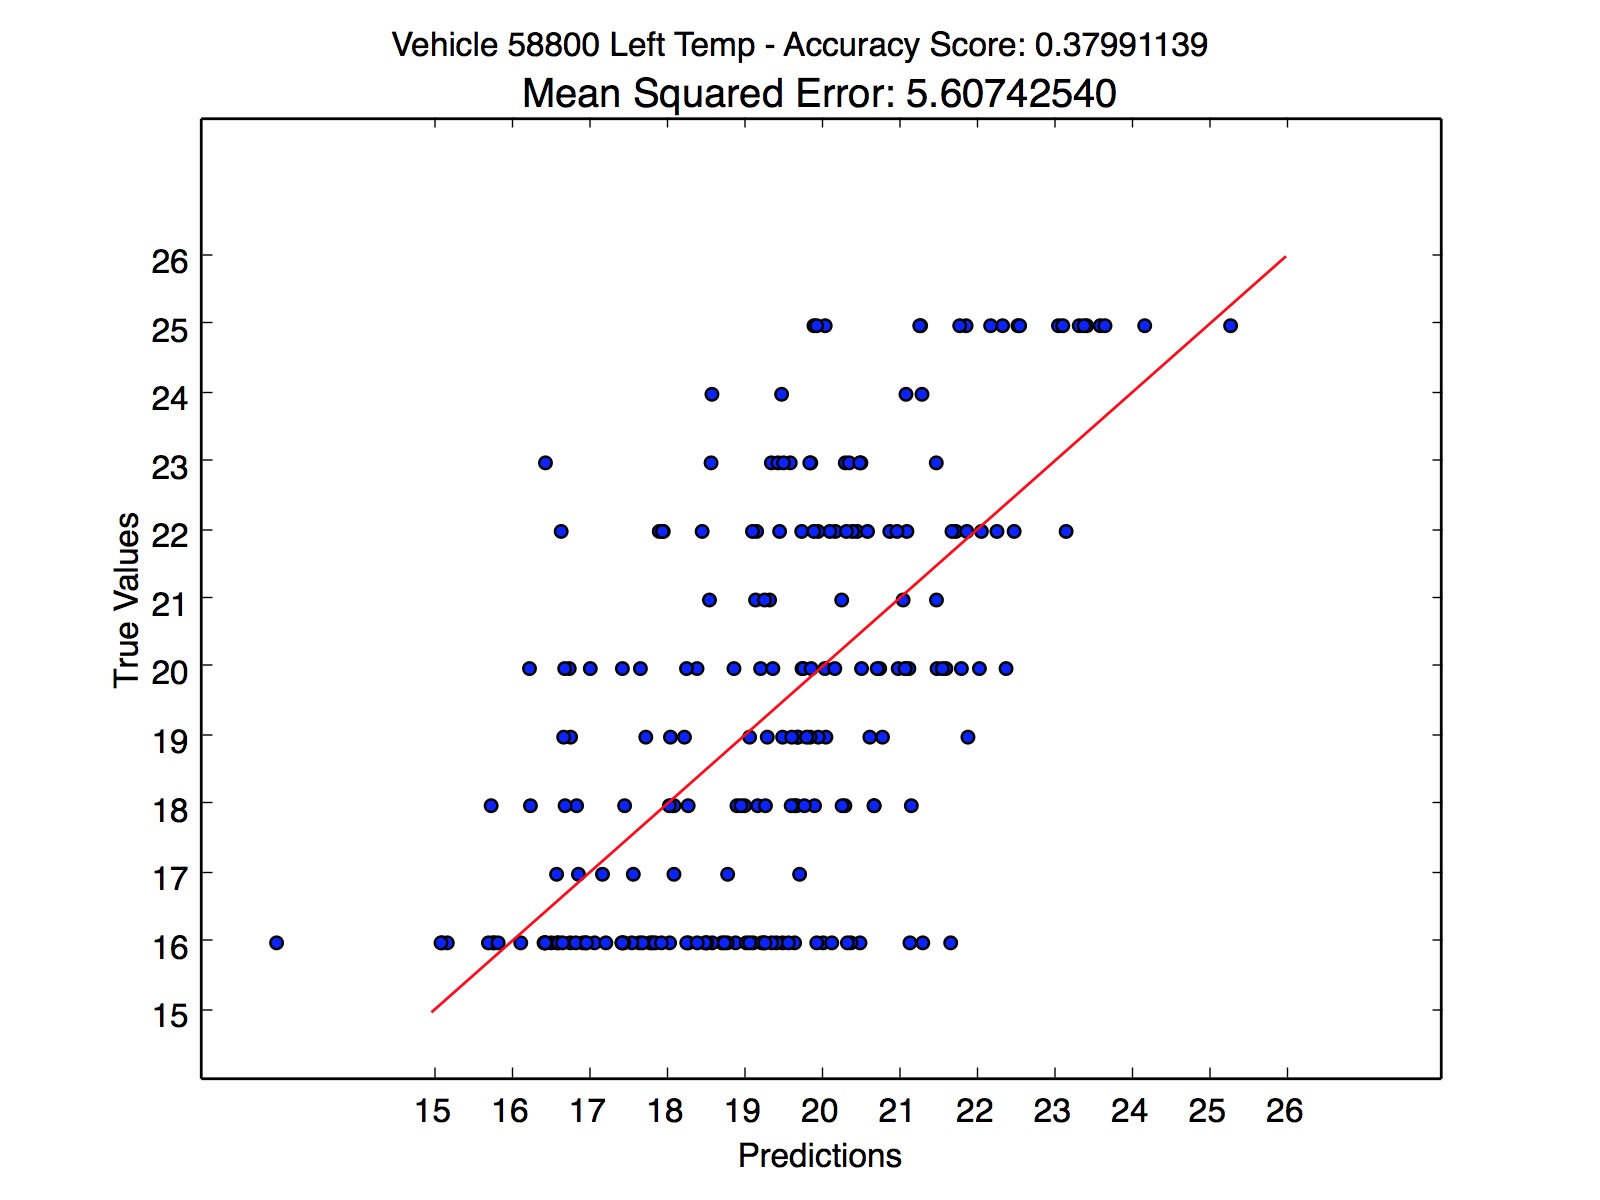 Vehicle 58800 Left Temp - Accuracy Score: 0.37991139
Mean Squared Error: 5.60742540
26
25
24
23
22
21
20
19
18
17
16
15
True Values
15 16 17 18 19 20 21 22 23 24 25 26
Predictions